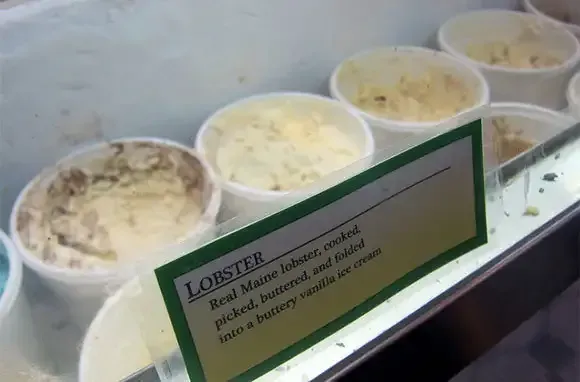 LOBSTER
Real Maine lobster, cooked,
picked, buttered, and folded
into a buttery vanilla ice cream